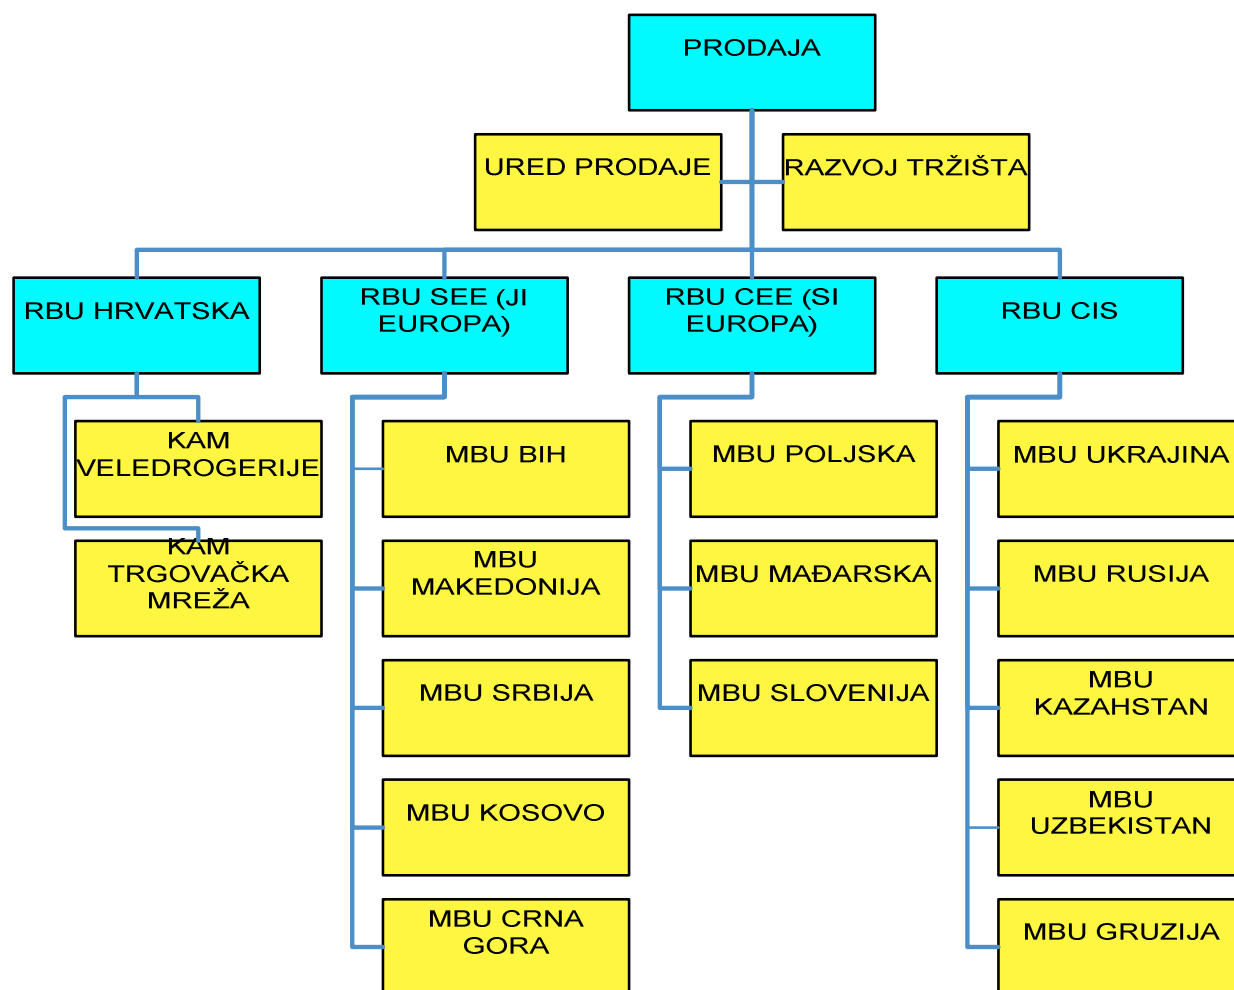 PRODAJA
URED PRODAJE
RAZVOJ TRŽIŠTA
RBU HRVATSKA
RBU SEE (JI
EUROPA)
RBU CEE (SI
EUROPA)
RBU CIS
KAM
VELEDROGERIJE
KAM
TRGOVAČKA
MREŽA
MBU BIH
MBU
MAKEDONIJA
MBU SRBIJA
MBU KOSOVO
MBU CRNA
GORA
MBU POLJSKA
MBU MAĐARSKA
MBU SLOVENIJA
MBU UKRAJINA
MBU RUSIJA
MBU
KAZAHSTAN
MBU
UZBEKISTAN
MBU GRUZIJA